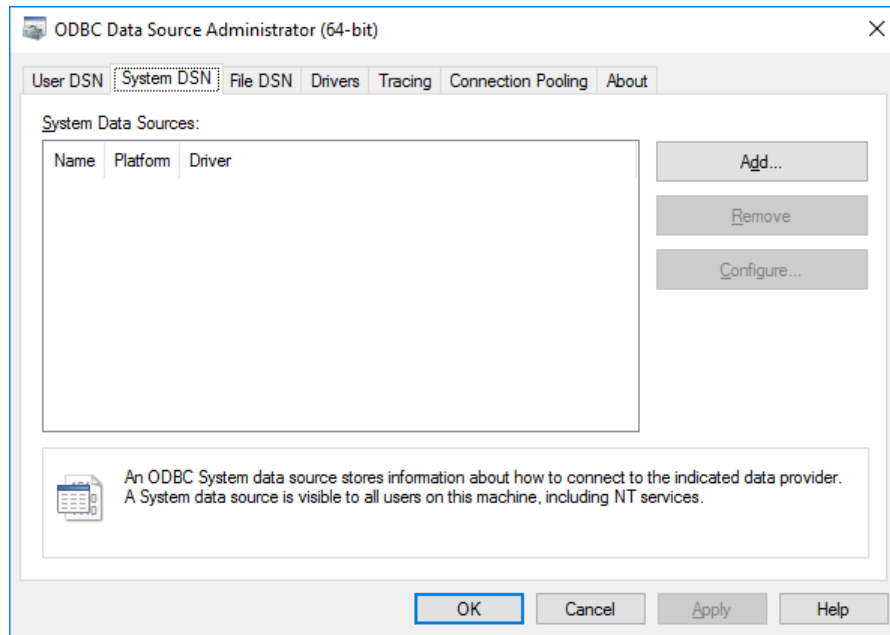 ODBC Data Source Administrator (64-bit)
User DSN System DSN File DSN Drivers Tracing Connection Pooling About
System Data Sources:
Name Platform Driver
Add...
Remove
Configure...
An ODBC System data source stores information about how to connect to the indicated data provider.
A System data source is visible to all users on this machine, including NT services.
OK Cancel Apply Help